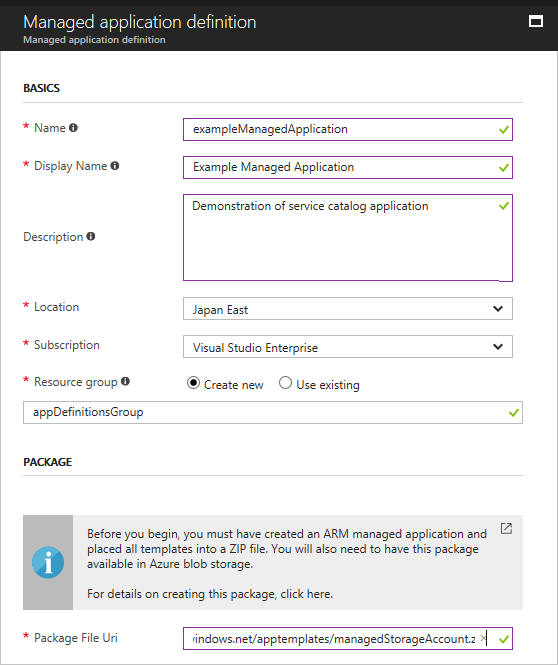 Managed application definition
Managed application definition
BASICS
* Name
exampleManagedApplication
* Display Name
Example Managed Application
Description
Demonstration of service catalog application
* Location
Japan East
* Subscription
Visual Studio Enterprise
* Resource group
Create new
Use existing
appDefinitionsGroup
PACKAGE
Before you begin, you must have created an ARM managed application and
placed all templates into a ZIP file. You will also need to have this package
available in Azure blob storage.
For details on creating this package, click here.
* Package File Uri
indows.net/apptemplates/managedStorageAccount.z